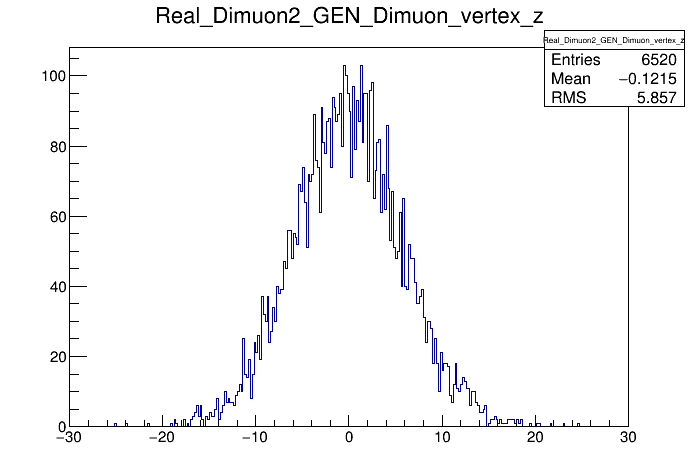 Real_Dimuon2_GEN_Dimuon_vertex_z
Real_Dimuon2_GEN_Dimuon_vertex_z
Entries 6520
Mean −0.1215
RMS 5.857
100
80
60
40
20
0
−30 −20 −10 0 10 20 30